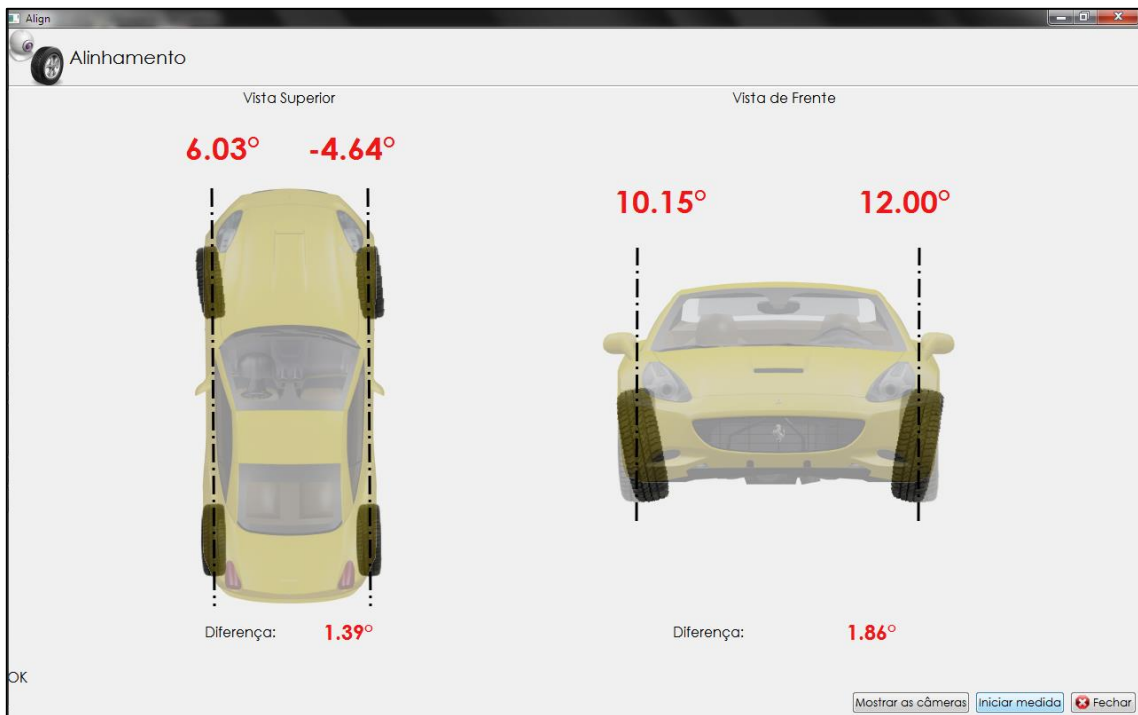 Align
Alinhamento
Vista Superior
Vista de Frente
6.03° -4.64°
10.15° 12.00°
Diferença: 1.39°
Diferença: 1.86°
OK
Mostrar as câmeras Iniciar medida Fechar